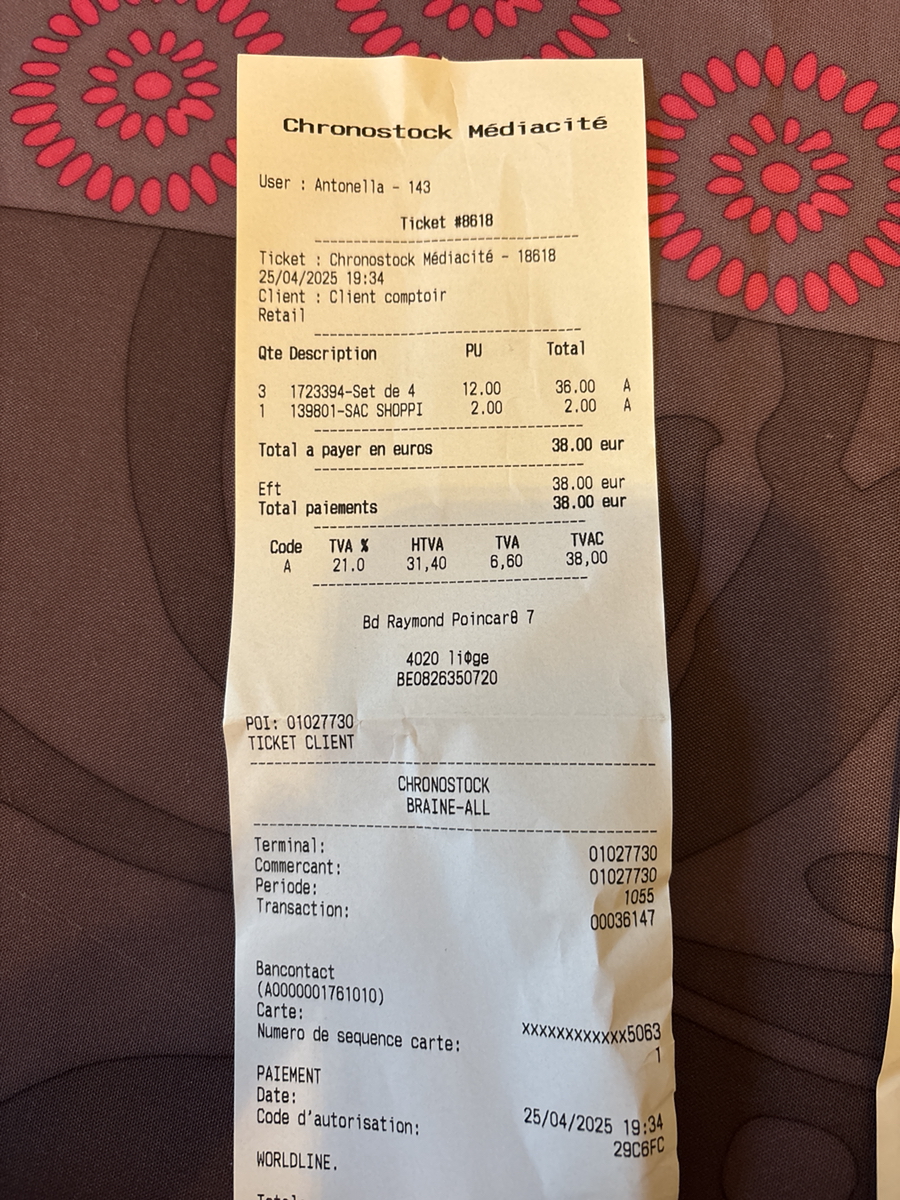 Chronostock Médiacité
User : Antonella - 143
Ticket #8618
Ticket : Chronostock Médiacité - 18618
25/04/2025 19:34
Client : Client comptoir
Retail
Qte Description PU Total
3 1723394-Set de 4 12.00 36.00 A
1 139801-SAC SHOPPI 2.00 2.00 A
Total a payer en euros 38.00 eur
Eft 38.00 eur
Total paiements 38.00 eur
Code TVA % HTVA TVA TVAC
A 21.0 31,40 6,60 38,00
Bd Raymond Poincar8 7
4020 liΦge
BE0826350720
POI: 01027730
TICKET CLIENT
CHRONOSTOCK
BRAINE-ALL
Terminal: 01027730
Commercant: 01027730
Periode: 1055
Transaction: 00036147
Bancontact
(A0000001761010)
Carte: xxxxxxxxxxxx5063
Numero de sequence carte: 1
PAIEMENT
Date: 25/04/2025 19:34
Code d'autorisation: 29C6FC
WORLDLINE.